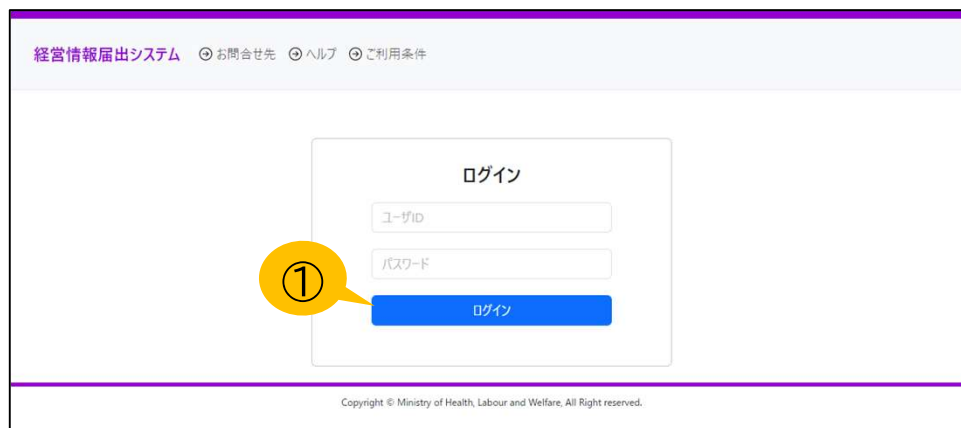 経営情報届出システム お問合せ先 ヘルプ ご利用条件
ログイン
ユーザID
パスワード
①
ログイン
Copyright © Ministry of Health, Labour and Welfare, All Right reserved.